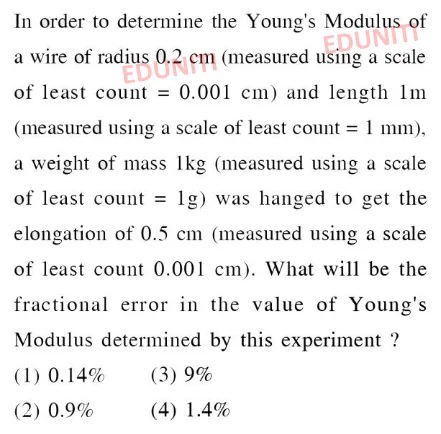 In order to determine the Young's Modulus of
a wire of radius 0.2 cm (measured using a scale
of least count = 0.001 cm) and length 1m
(measured using a scale of least count = 1 mm),
a weight of mass 1kg (measured using a scale
of least count = 1g) was hanged to get the
elongation of 0.5 cm (measured using a scale
of least count 0.001 cm). What will be the
fractional error in the value of Young's
Modulus determined by this experiment ?
(1) 0.14% (3) 9%
(2) 0.9% (4) 1.4%
EDUNITI
EDUNITI